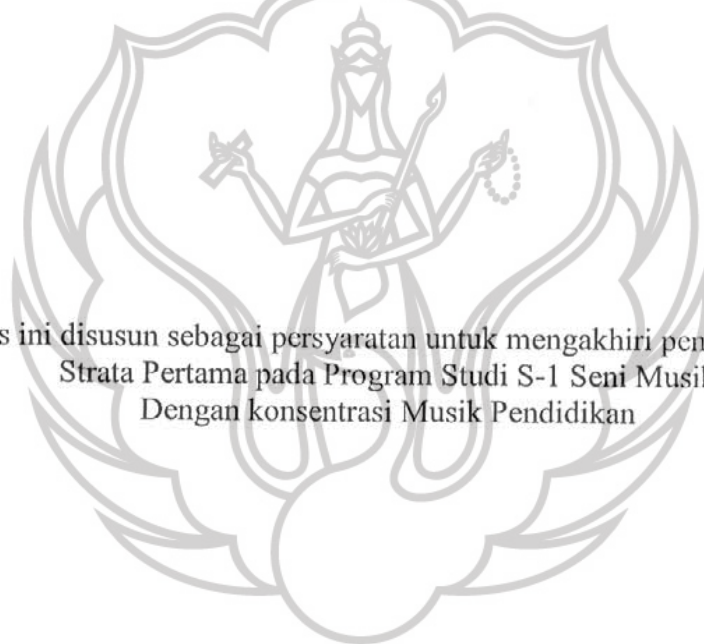 ini disusun sebagai persyaratan untuk mengakhiri
Strata Pertama pada Program Studi S-1 Seni Musik
Dengan konsentrasi Musik Pendidikan